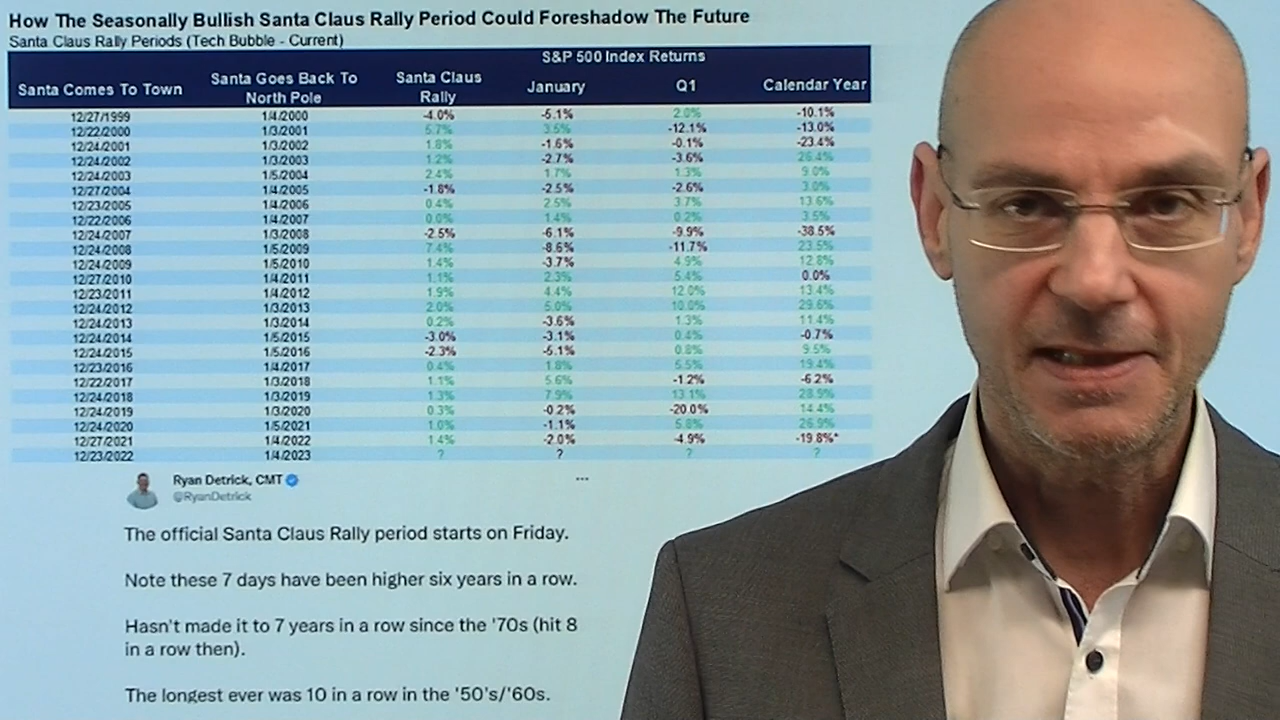 How The Seasonally Bullish Santa Claus Rally Period Could Foreshadow The Future
Santa Claus Rally Periods (Tech Bubble - Current)
S&P 500 Index Returns
Santa Comes To Town Santa Goes Back To North Pole Santa Claus Rally January Q1 Calendar Year
12/27/1999 1/4/2000 -4.0% -5.1% 2.0% -10.1%
12/22/2000 1/3/2001 5.7% 3.5% -12.1% -13.0%
12/24/2001 1/3/2002 1.8% -1.6% -0.1% -23.4%
12/24/2002 1/3/2003 1.2% -2.7% -3.6% 26.4%
12/24/2003 1/5/2004 2.4% 1.7% 1.3% 9.0%
12/27/2004 1/4/2005 -1.8% -2.5% -2.6% 3.0%
12/23/2005 1/4/2006 0.4% 2.5% 3.7% 13.6%
12/22/2006 1/4/2007 0.0% 1.4% 0.2% 3.5%
12/24/2007 1/3/2008 -2.5% -6.1% -9.9% -38.5%
12/24/2008 1/5/2009 7.4% -8.6% -11.7% 23.5%
12/24/2009 1/5/2010 1.4% -3.7% 4.9% 12.8%
12/27/2010 1/4/2011 1.1% 2.3% 5.4% 0.0%
12/23/2011 1/4/2012 1.9% 4.4% 12.0% 13.4%
12/24/2012 1/3/2013 2.0% 5.0% 10.0% 29.6%
12/24/2013 1/3/2014 0.2% -3.6% 1.3% 11.4%
12/24/2014 1/5/2015 -3.0% -3.1% 0.4% -0.7%
12/24/2015 1/5/2016 -2.3% -5.1% 0.8% 9.5%
12/23/2016 1/4/2017 0.4% 1.8% 5.5% 19.4%
12/22/2017 1/3/2018 1.1% 5.6% -1.2% -6.2%
12/24/2018 1/3/2019 1.3% 7.9% 13.1% 28.9%
12/24/2019 1/3/2020 0.3% -0.2% -20.0% 14.4%
12/24/2020 1/5/2021 1.0% -1.1% 5.8% 26.9%
12/27/2021 1/4/2022 1.4% -2.0% -4.9% -19.8%*
12/23/2022 1/4/2023 ? ? ? ?
Ryan Detrick, CMT ...
@RyanDetrick
The official Santa Claus Rally period starts on Friday.
Note these 7 days have been higher six years in a row.
Hasn't made it to 7 years in a row since the '70s (hit 8
in a row then).
The longest ever was 10 in a row in the '50's/'60s.